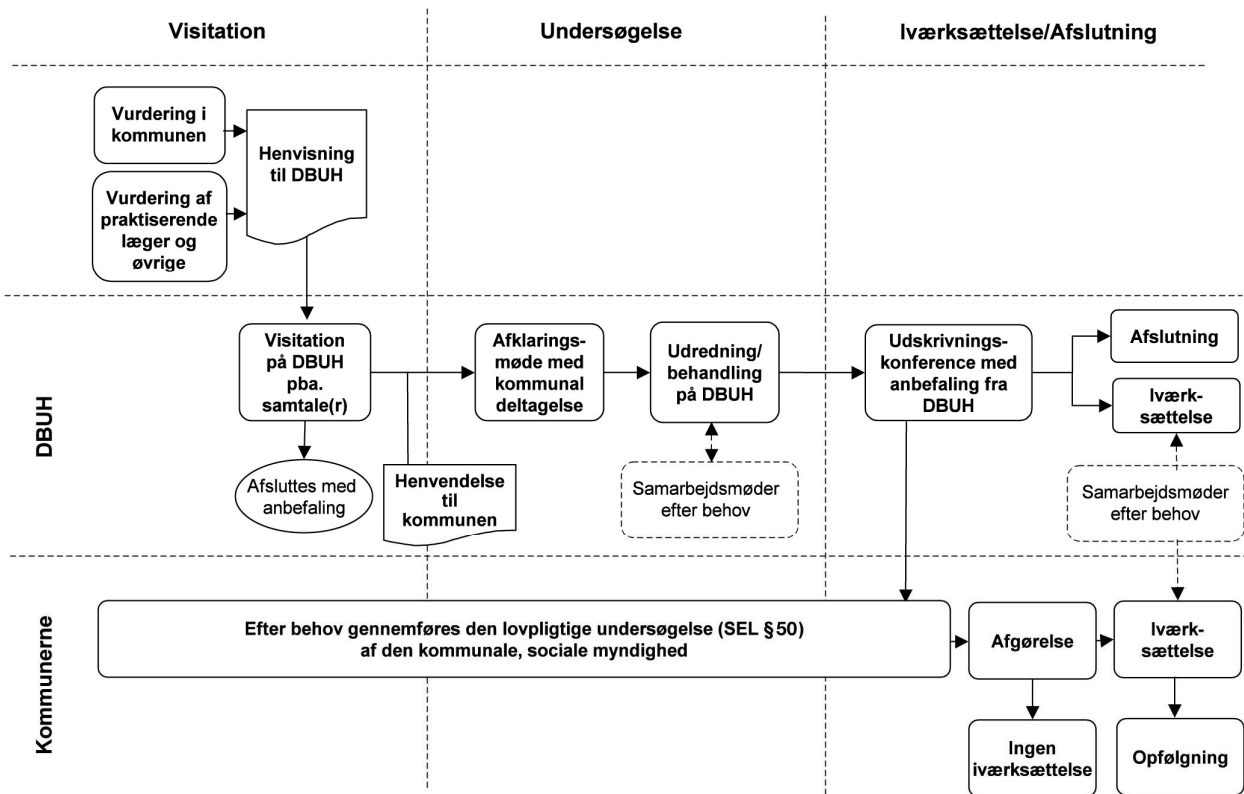 Visitation
Undersøgelse
Iværksættelse/Afslutning
Vurdering i
kommunen
Vurdering af
praktiserende
læger og
øvrige
Henvisning
til DBUH
DBUH
Visitation
på DBUH
pba.
samtale(r)
Afsluttes med
anbefaling
Henvendelse
til
kommunen
Afklarings-
møde med
kommunal
deltagelse
Udredning/
behandling
på DBUH
Samarbejdsmøder
efter behov
Udskrivnings-
konference med
anbefaling fra
DBUH
Afslutning
Iværk-
sættelse
Samarbejdsmøder
efter behov
Kommunerne
Efter behov gennemføres den lovpligtige undersøgelse (SEL §50)
af den kommunale, sociale myndighed
Afgørelse
Iværk-
sættelse
Ingen
iværksættelse
Opfølgning